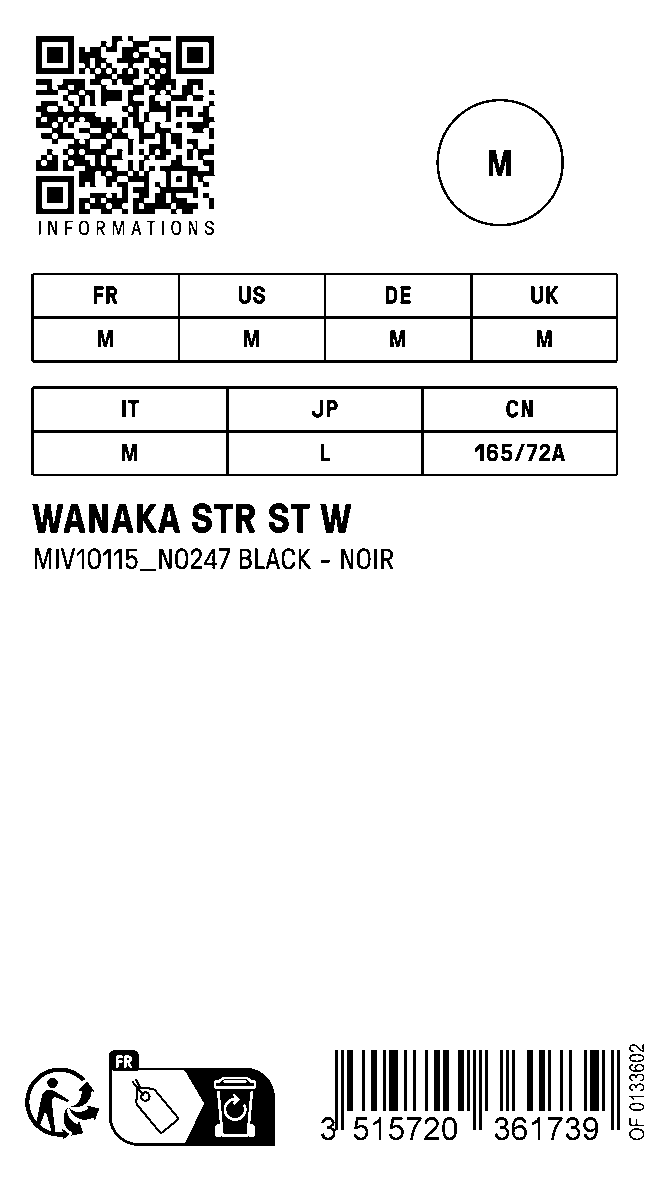 INFORMATIONS
M
FR US DE UK
M M M M
IT JP CN
M L 165/72A
WANAKA STR ST W
MIV10115_N0247 BLACK - NOIR
FR
3 515720 361739
OF 0133602